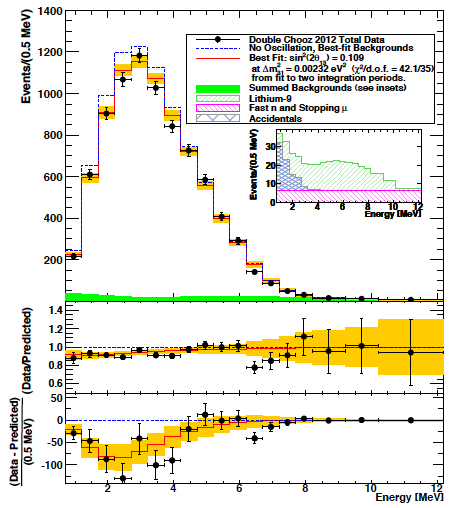 1400
1200
1000
800
600
400
200
Events/(0.5 MeV)
Double Chooz 2012 Total Data
No Oscillation, Best-fit Backgrounds
Best Fit: sin²(2θ₁₃) = 0.109
at Δm²₃₁ = 0.00232 eV² (χ²/d.o.f. = 42.1/35)
from fit to two integration periods.
Summed Backgrounds (see insets)
Lithium-9
Fast n and Stopping μ
Accidentals
Events/(0.5 MeV)
30
20
10
0
2 4 6 8 10 12
Energy [MeV]
(Data/Predicted)
1.4
1.2
1.0
0.8
0.6
(Data - Predicted)
(0.5 MeV)
50
0
-50
-100
2 4 6 8 10 12
Energy [MeV]